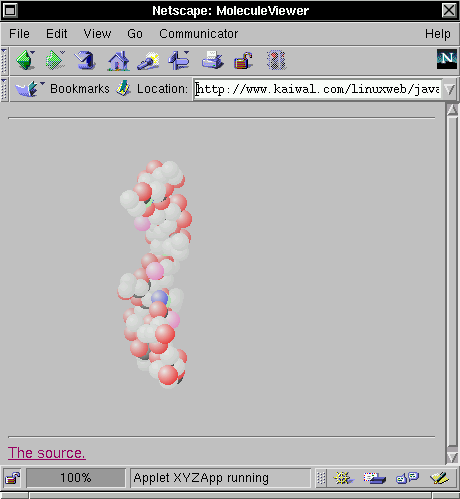 Netscape: MoleculeViewer
File Edit View Go Communicator Help
N
Bookmarks Location: http://www.kaiwal.com/linuxweb/java
The source.
100% Applet XYZApp running